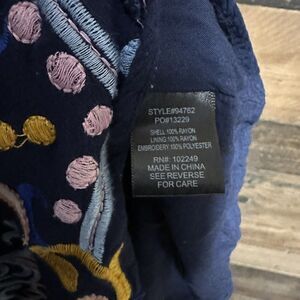 STYLE#94762
PO#13229
SHELL 100% RAYON
LINING 100% RAYON
EMBROIDERY 100% POLYESTER
RN#: 102249
MADE IN CHINA
SEE REVERSE
FOR CARE